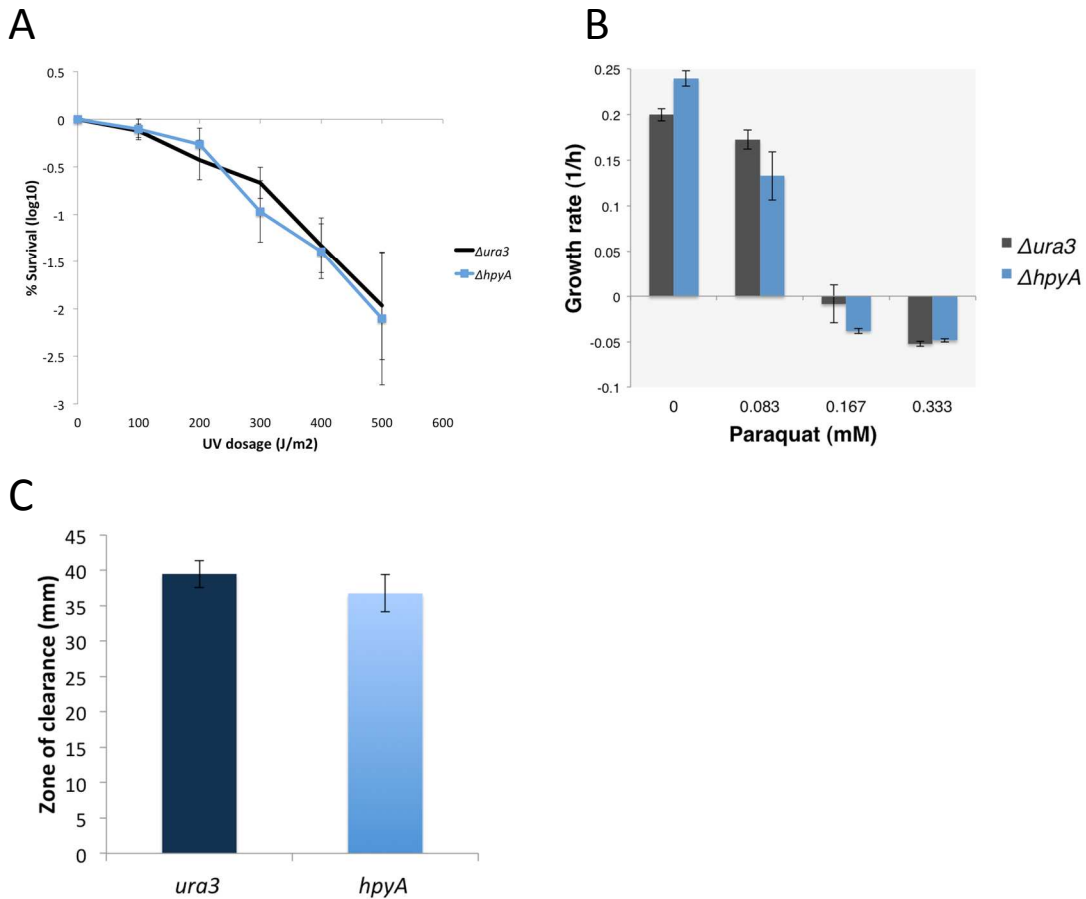 A
0.5
0
-0.5
-1
-1.5
-2
-2.5
-3
% Survival (log10)
0 100 200 300 400 500 600
UV dosage (J/m2)
Δura3
ΔhpyA
B
0.25
0.2
0.15
0.1
0.05
0
-0.05
-0.1
Growth rate (1/h)
0 0.083 0.167 0.333
Paraquat (mM)
Δura3
ΔhpyA
C
45
40
35
30
25
20
15
10
5
0
Zone of clearance (mm)
ura3 hpyA